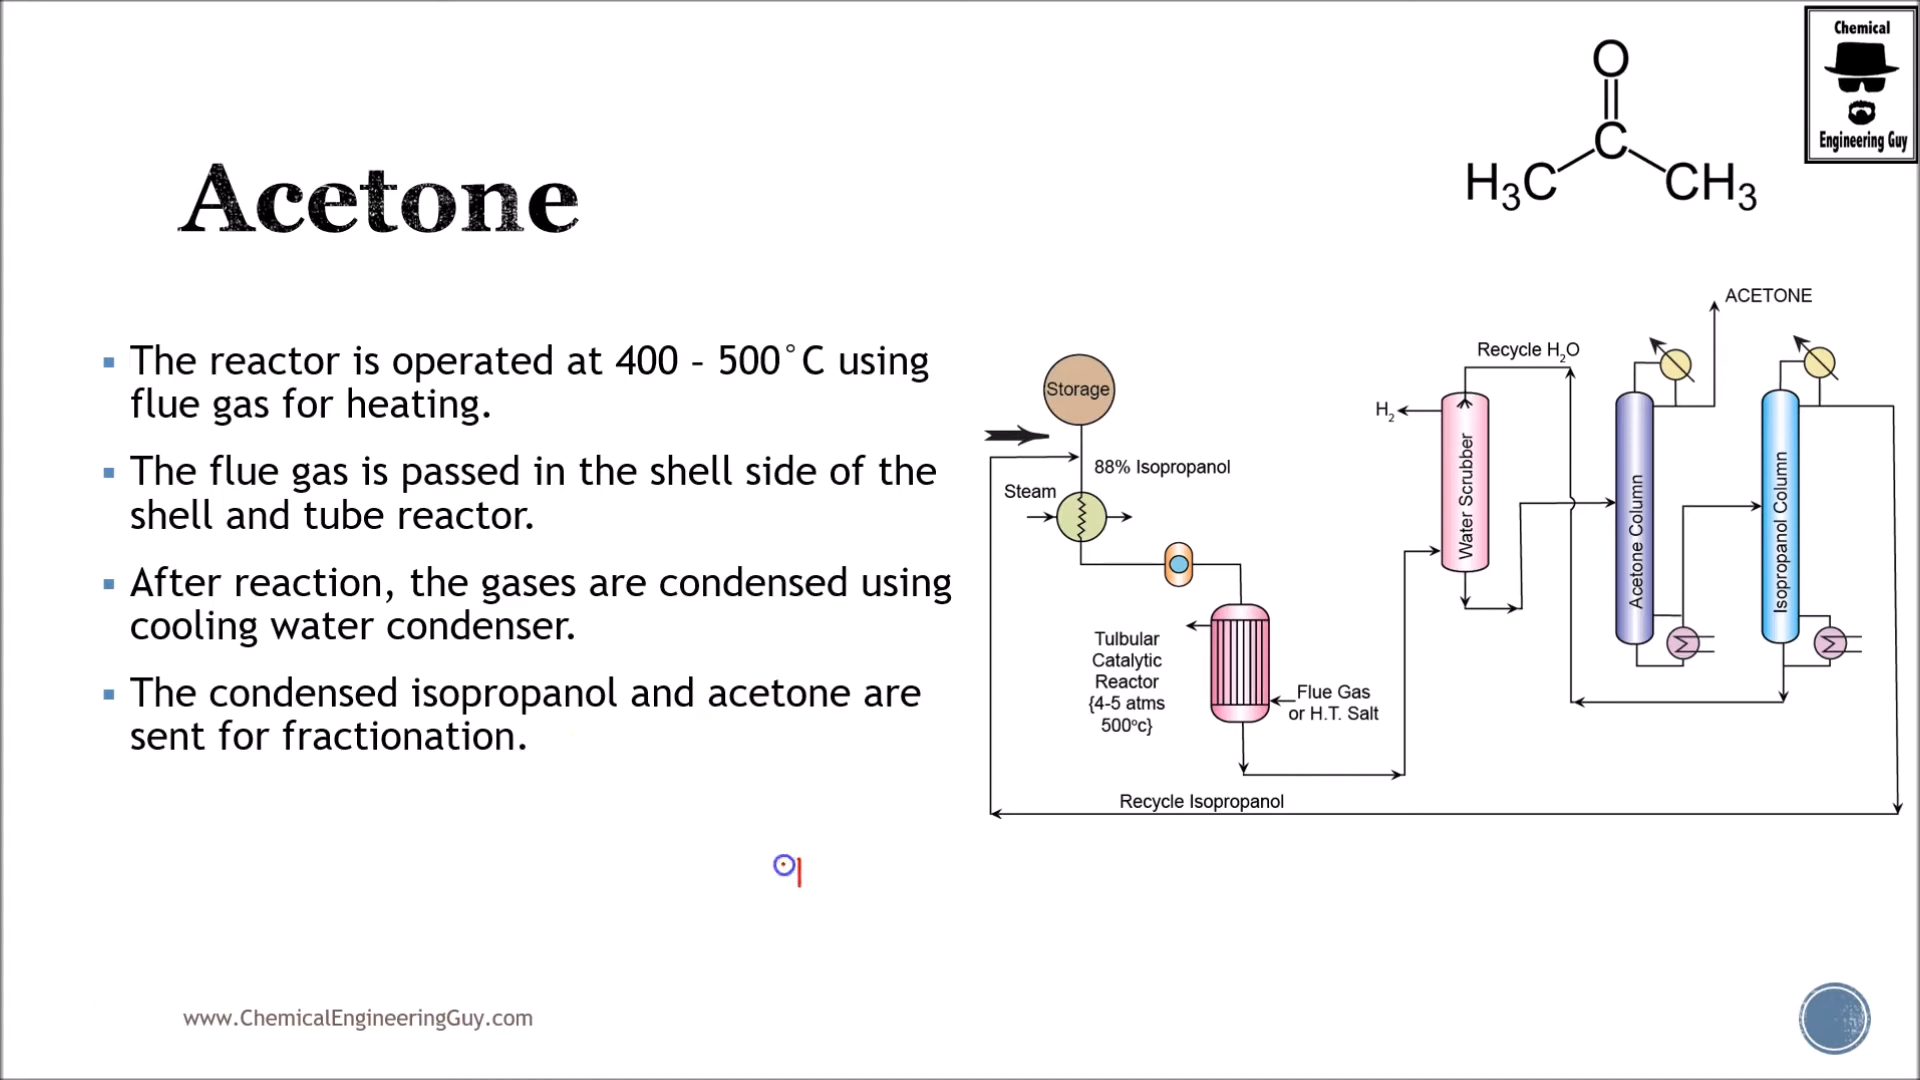 Chemical
Engineering Guy
O
C
H3C
CH3
Acetone
The reactor is operated at 400 – 500°C using
flue gas for heating.
The flue gas is passed in the shell side of the
shell and tube reactor.
After reaction, the gases are condensed using
cooling water condenser.
The condensed isopropanol and acetone are
sent for fractionation.
ACETONE
Recycle H2O
Storage
H2
88% Isopropanol
Steam
Water Scrubber
Acetone Column
Isopropanol Column
Tulbular
Catalytic
Reactor
{4-5 atms
500°c}
Flue Gas
or H.T. Salt
Recycle Isopropanol
www.ChemicalEngineeringGuy.com